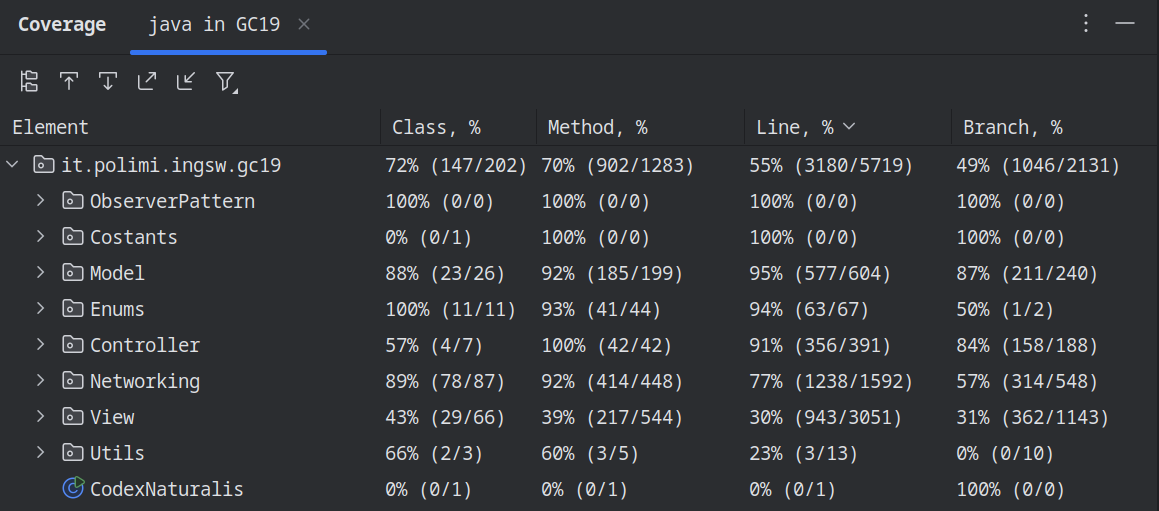 Coverage java in GC19
Element Class, % Method, % Line, % Branch, %
it.polimi.ingsw.gc19 72% (147/202) 70% (902/1283) 55% (3180/5719) 49% (1046/2131)
ObserverPattern 100% (0/0) 100% (0/0) 100% (0/0) 100% (0/0)
Costants 0% (0/1) 100% (0/0) 100% (0/0) 100% (0/0)
Model 88% (23/26) 92% (185/199) 95% (577/604) 87% (211/240)
Enums 100% (11/11) 93% (41/44) 94% (63/67) 50% (1/2)
Controller 57% (4/7) 100% (42/42) 91% (356/391) 84% (158/188)
Networking 89% (78/87) 92% (414/448) 77% (1238/1592) 57% (314/548)
View 43% (29/66) 39% (217/544) 30% (943/3051) 31% (362/1143)
Utils 66% (2/3) 60% (3/5) 23% (3/13) 0% (0/10)
CodexNaturalis 0% (0/1) 0% (0/1) 0% (0/1) 100% (0/0)